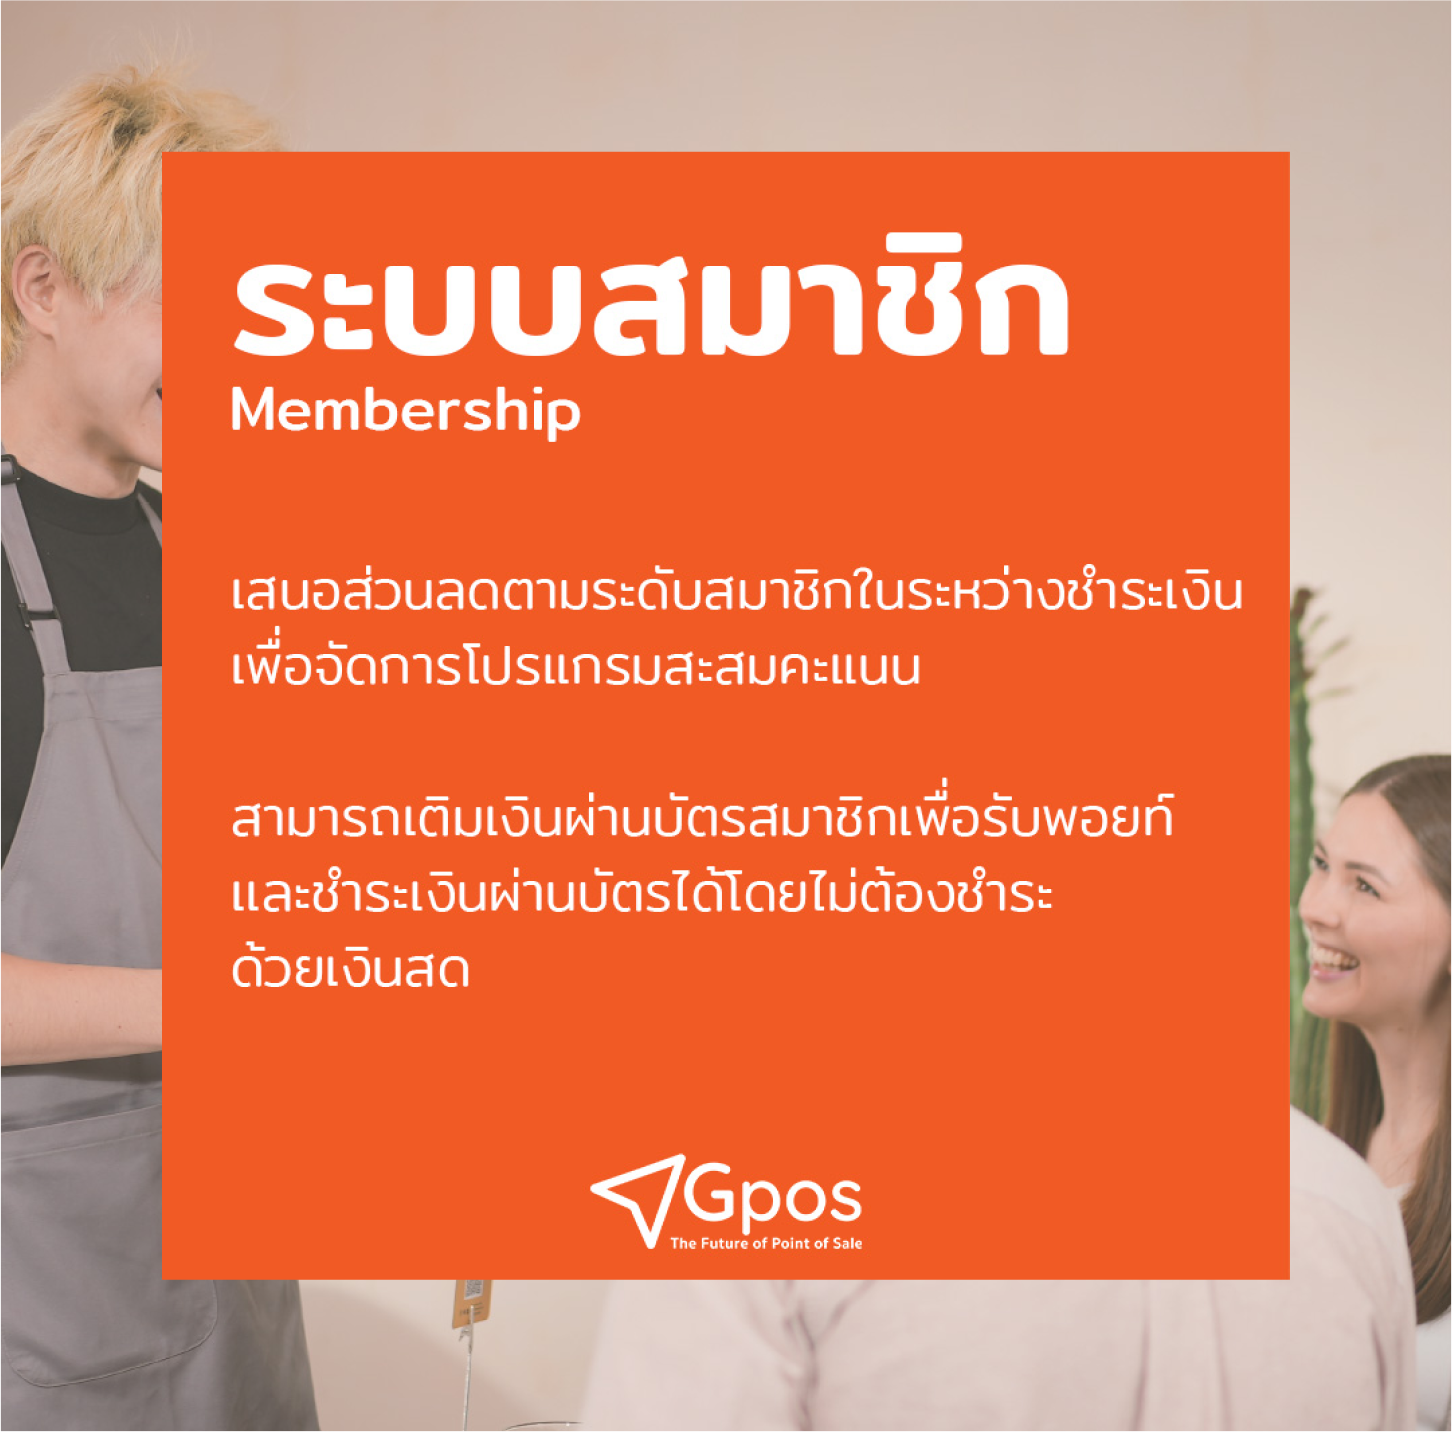 ระบบสมาชิก
Membership
เสนอส่วนลดตามระดับสมาชิกในระหว่างชำระเงิน
เพื่อจัดการโปรแกรมสะสมคะแนน
สามารถเติมเงินผ่านบัตรสมาชิกเพื่อรับพอยท์
และชำระเงินผ่านบัตรได้โดยไม่ต้องชำระ
ด้วยเงินสด
Gpos
The Future of Point of Sale